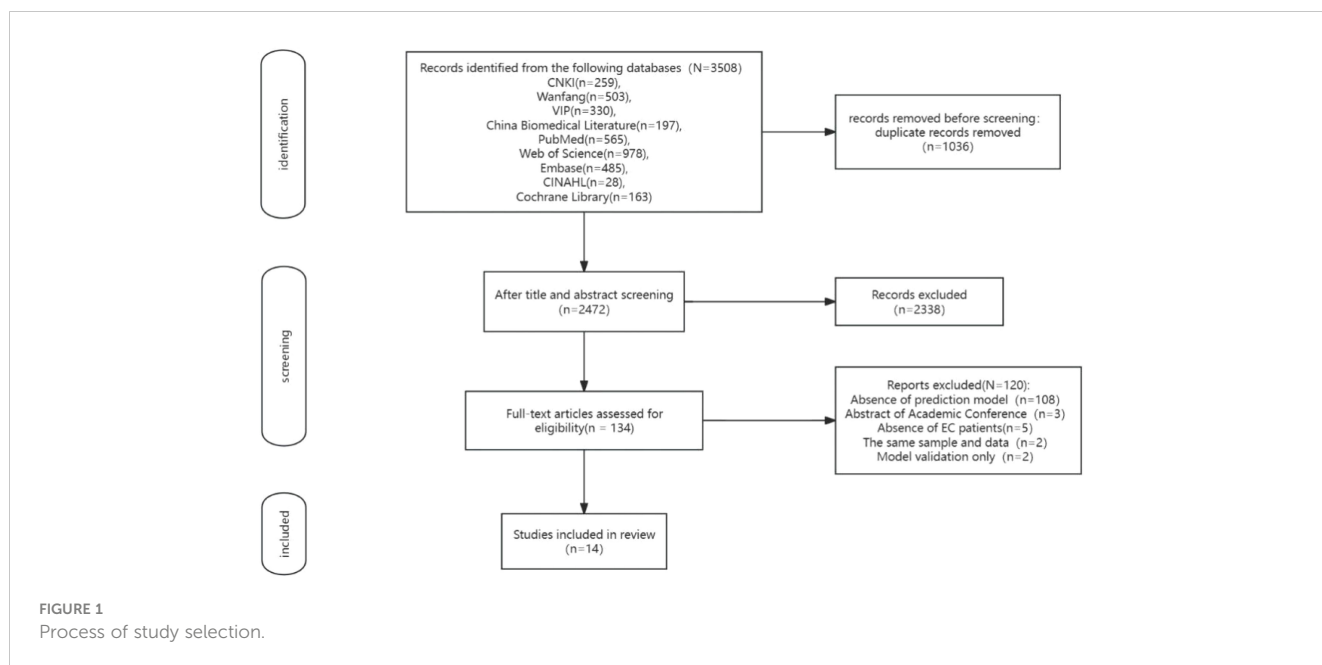 identification
Records identified from the following databases (N=3508)
CNKI(n=259),
Wanfang(n=503),
VIP(n=330),
China Biomedical Literature(n=197),
PubMed(n=565),
Web of Science(n=978),
Embase(n=485),
CINAHL(n=28),
Cochrane Library(n=163)
records removed before screening:
duplicate records removed
(n=1036)
screening
After title and abstract screening
(n=2472)
Records excluded
(n=2338)
Full-text articles assessed for
eligibility(n = 134)
Reports excluded(N=120):
Absence of prediction model (n=108)
Abstract of Academic Conference (n=3)
Absence of EC patients(n=5)
The same sample and data (n=2)
Model validation only (n=2)
included
Studies included in review
(n=14)
FIGURE 1
Process of study selection.